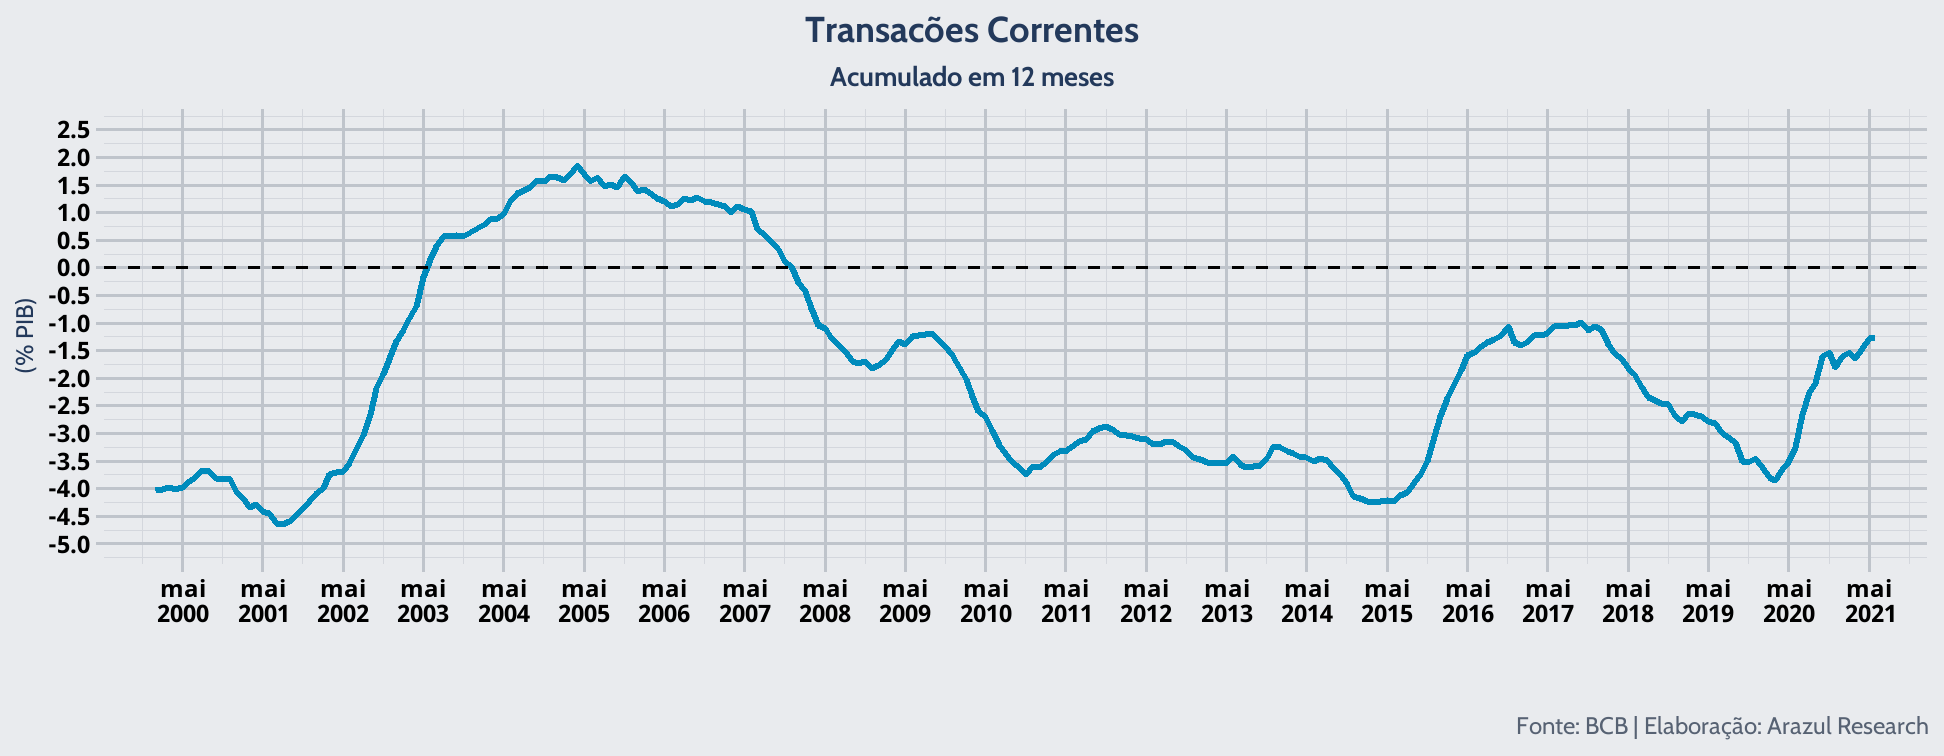 Transacões Correntes
Acumulado em 12 meses
(% PIB)
2.5
2.0
1.5
1.0
0.5
0.0
-0.5
-1.0
-1.5
-2.0
-2.5
-3.0
-3.5
-4.0
-4.5
-5.0
mai mai mai mai mai mai mai mai mai mai mai mai mai mai mai mai mai mai mai mai mai mai
2000 2001 2002 2003 2004 2005 2006 2007 2008 2009 2010 2011 2012 2013 2014 2015 2016 2017 2018 2019 2020 2021
Fonte: BCB | Elaboração: Arazul Research